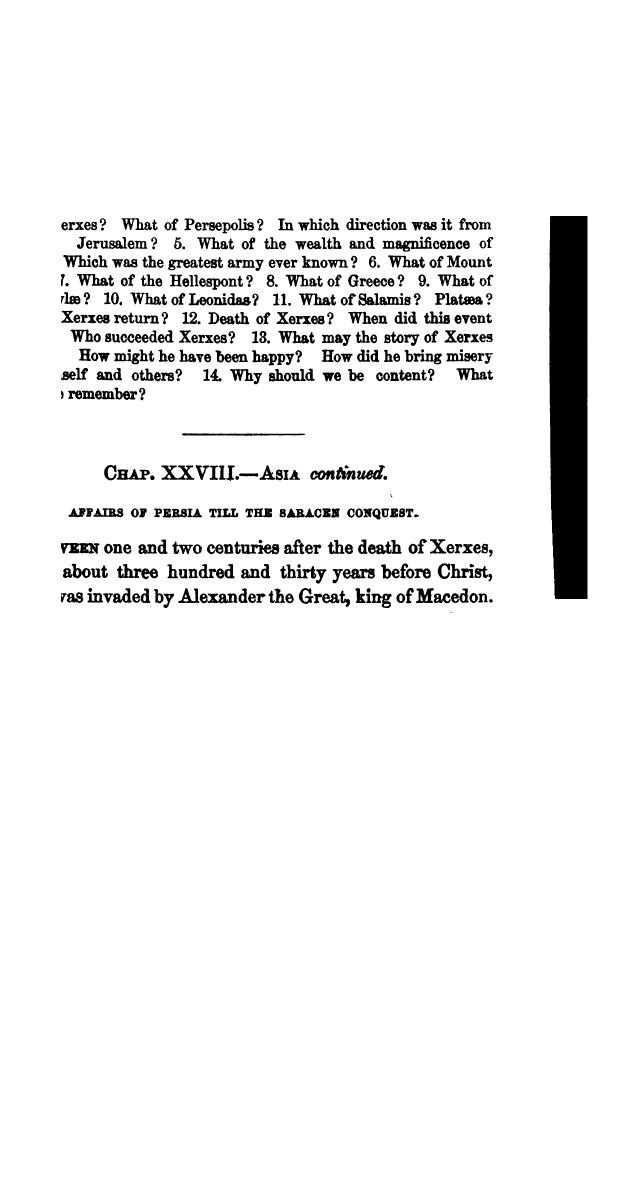 erxes? What of Persepolis? In which direction was it from
Jerusalem? 5. What of the wealth and magnificence of
Which was the greatest army ever known? 6. What of Mount
7. What of the Hellespont? 8. What of Greece? 9. What of
læ? 10. What of Leonidas? 11. What of Salamis? Platæa?
Xerxes return? 12. Death of Xerxes? When did this event
Who succeeded Xerxes? 13. What may the story of Xerxes
How might he have been happy? How did he bring misery
self and others? 14. Why should we be content? What
remember?
CHAP. XXVIII.—ASIA continued.
AFFAIRS OF PERSIA TILL THE SARACEN CONQUEST.
VEEN one and two centuries after the death of Xerxes,
about three hundred and thirty years before Christ,
as invaded by Alexander the Great, king of Macedon.